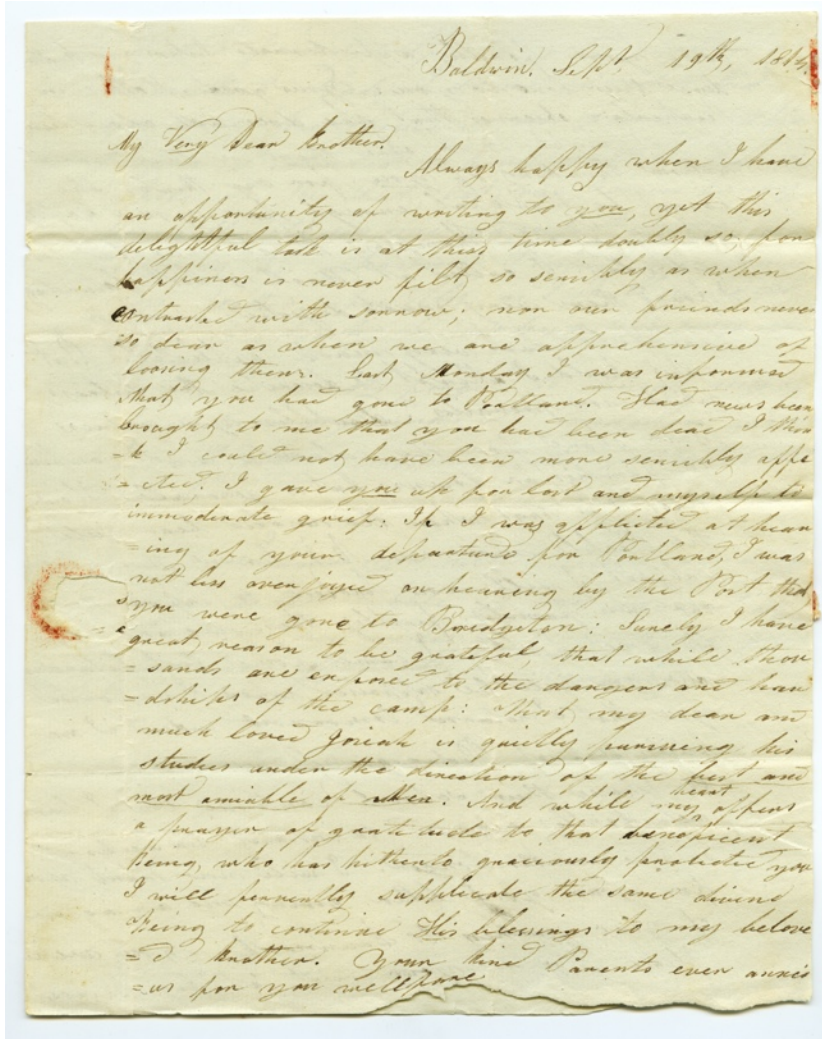 Baldwin. Sept. 19th, 1814.
My Very Dear Brother.
Always happy when I have
an opportunity of writing to you, yet this
delightful task is at this time doubly so, for
happiness is never filt so sensibly as when
contrasted with sorrow; nor our friends never
so dear as when we are apprehensive of
loosing them. Last Monday I was informed
that you had gone to Portland. Had news been
brought to me that you had been dead I thin
=k I could not have been more sensibly affe
=cted. I gave you up for lost and myself to
immoderate grief. If I was afflicted at hear
=ing of your departure for Portland, I was
not less overjoyed on hearing by the Post that
you were gone to Bridgeton: Surely I have
great reason to be grateful, that while thou
=sands are exposed to the dangers and har
=dships of the camp: that my dear and
much loved Josiah is quietly pursuing his
studies under the direction of the best and
most amiable of Men. And while my heart offers
a prayer of gratitude to that beneficent
Being, who has hitherto graciously protected you
I will fervently supplicate the same divine
Being to continue His blessings to my belove
=d Brother. Your kind Parents ever anxio
=us for you wellfare